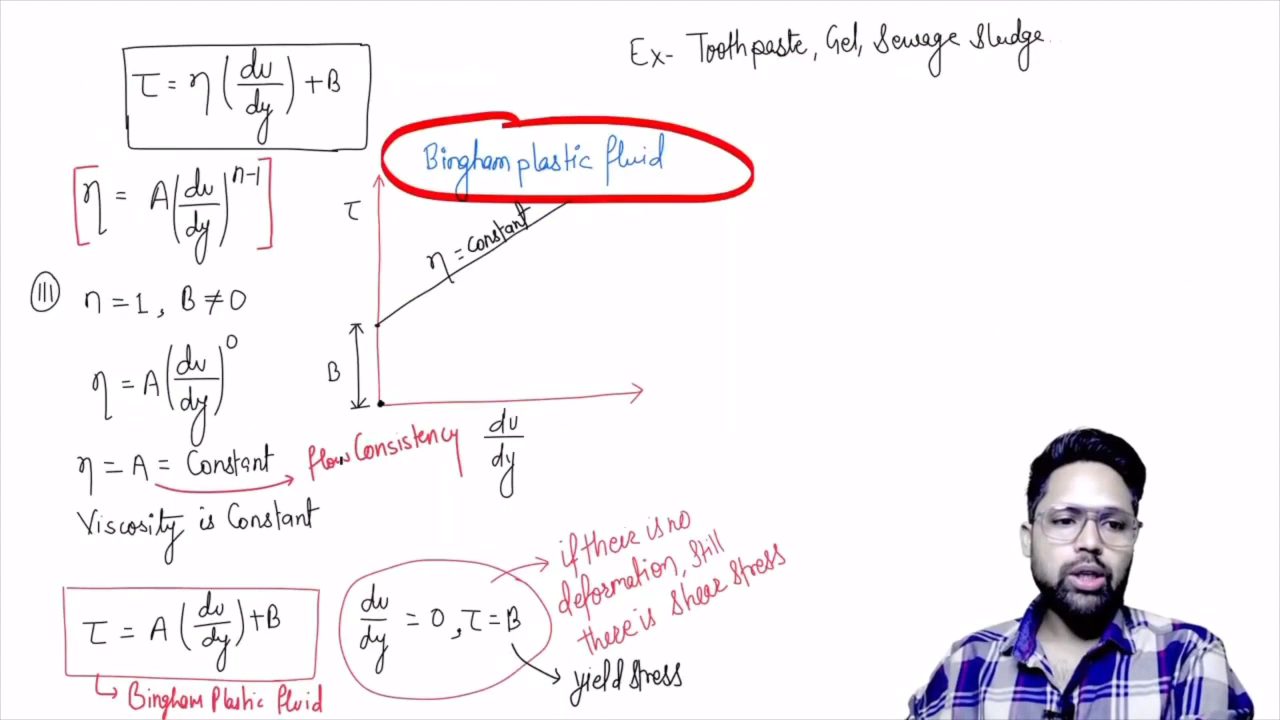 Ex- Toothpaste, Gel, Sewage Sludge.
τ = η (du/dy) + B
Bingham plastic fluid
[η = A(du/dy)^n-1]
τ
η = Constant
III n = 1, B ≠ 0
η = A(du/dy)^0
B
du/dy
η = A = Constant → flow Consistency
Viscosity is Constant
τ = A (du/dy) + B
Bingham Plastic fluid
du/dy = 0, τ = B
if there is no
deformation, still
there is shear stress
yield stress